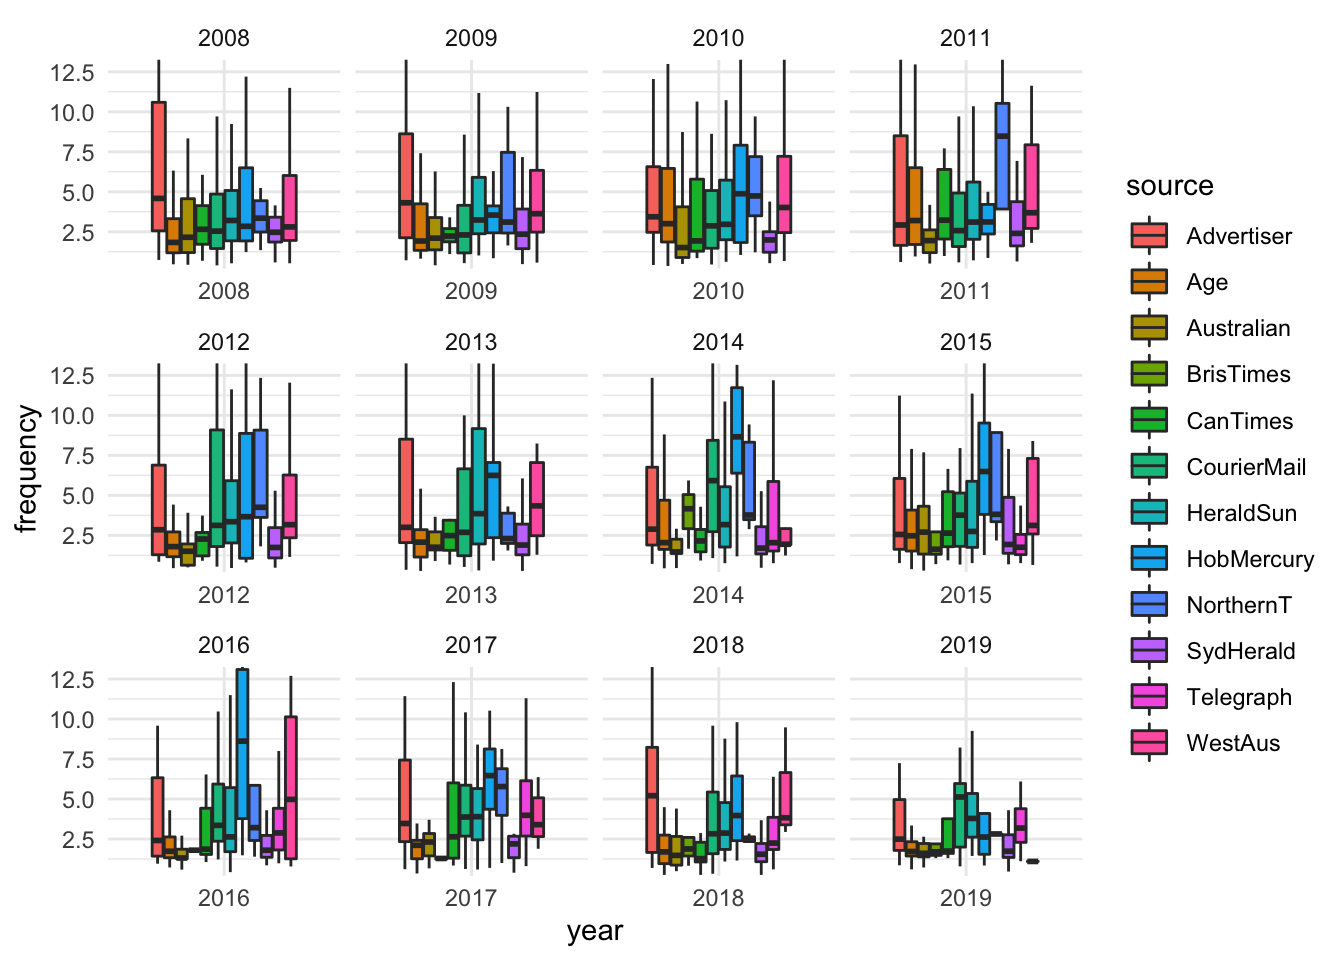 2008 2009 2010 2011
12.5
10.0
7.5
5.0
2.5
2008 2009 2010 2011
2012 2013 2014 2015
12.5
10.0
7.5
5.0
2.5
2012 2013 2014 2015
2016 2017 2018 2019
12.5
10.0
7.5
5.0
2.5
2016 2017 2018 2019
frequency
year
source
Advertiser
Age
Australian
BrisTimes
CanTimes
CourierMail
HeraldSun
HobMercury
NorthernT
SydHerald
Telegraph
WestAus